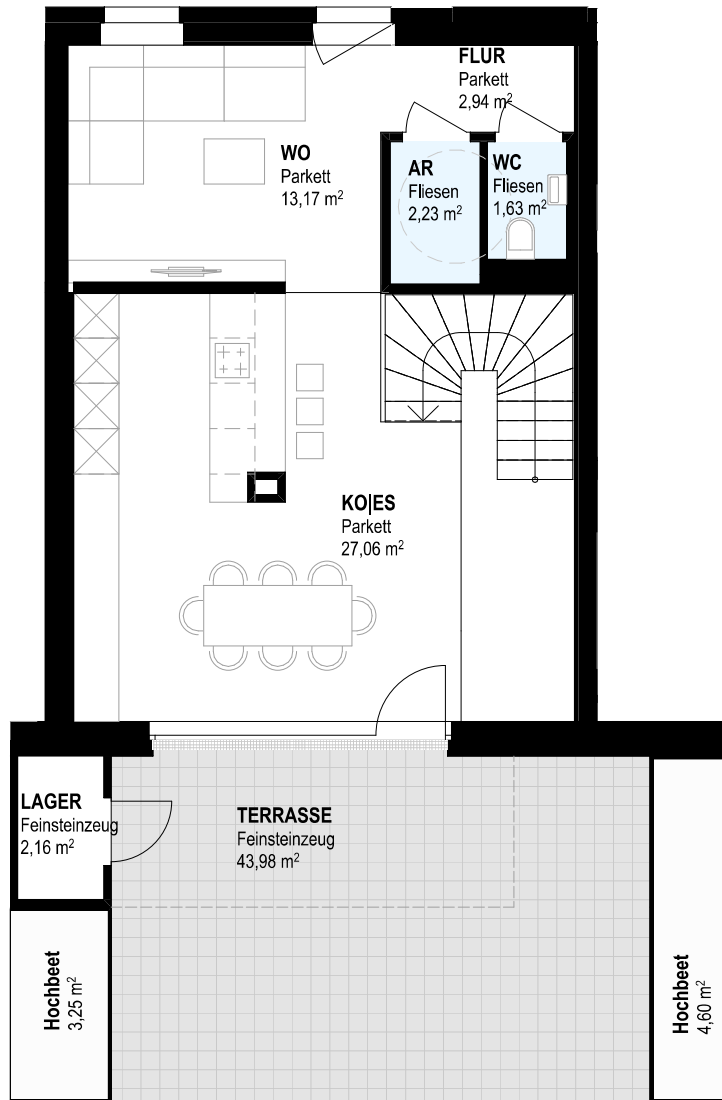 FLUR
Parkett
2,94 m²
WO
Parkett
13,17 m²
AR
Fliesen
2,23 m²
WC
Fliesen
1,63 m²
KO|ES
Parkett
27,06 m²
LAGER
Feinsteinzeug
2,16 m²
TERRASSE
Feinsteinzeug
43,98 m²
Hochbeet
3,25 m²
Hochbeet
4,60 m²